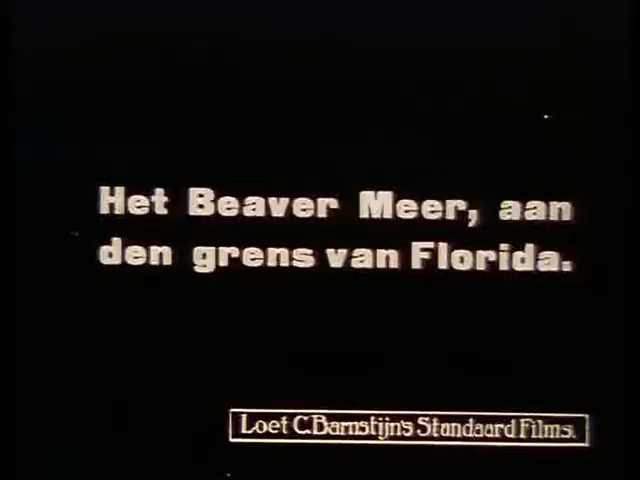 Het Beaver Meer, aan
den grens van Florida.
Loet C. Barnstijn's Standaard Films.